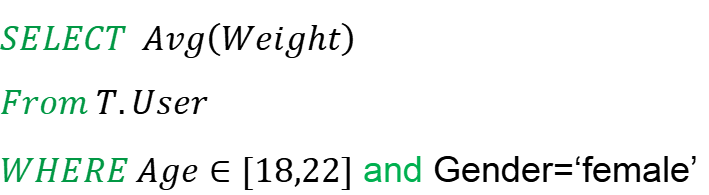 SELECT Avg(Weight)
From T.User
WHERE Age ∈ [18,22] and Gender=‘female’